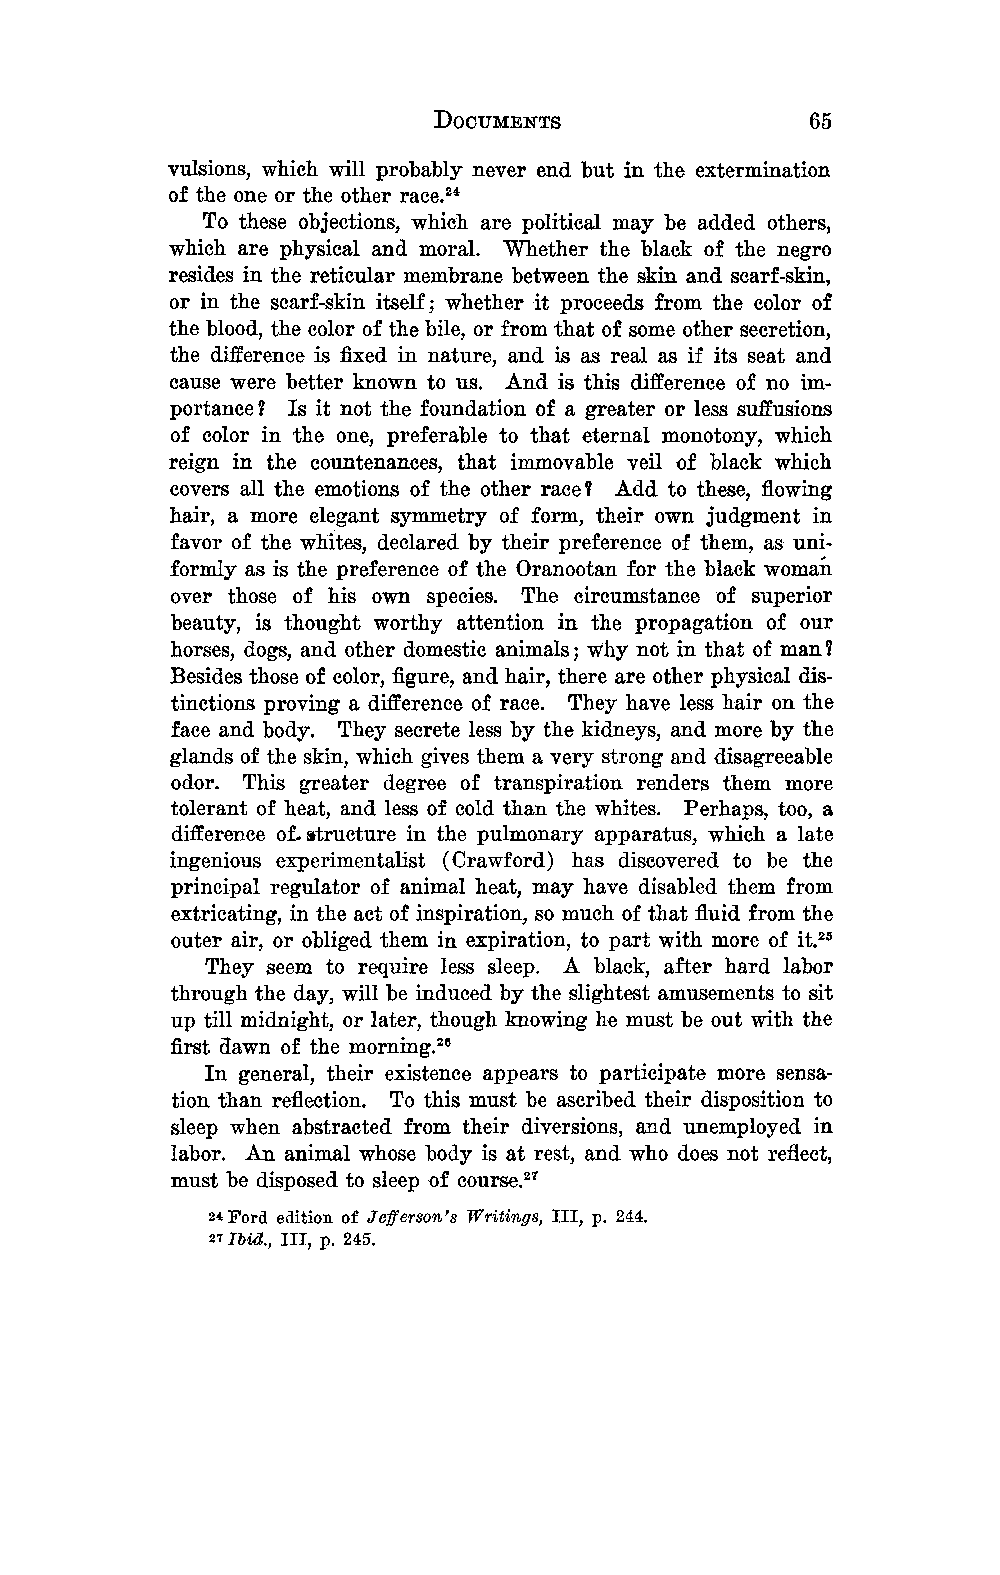 DOCUMENTS 65
vulsions, which will probably never end but in the extermination
of the one or the other race.²⁴
To these objections, which are political may be added others,
which are physical and moral. Whether the black of the negro
resides in the reticular membrane between the skin and scarf-skin,
or in the scarf-skin itself; whether it proceeds from the color of
the blood, the color of the bile, or from that of some other secretion,
the difference is fixed in nature, and is as real as if its seat and
cause were better known to us. And is this difference of no im-
portance? Is it not the foundation of a greater or less suffusions
of color in the one, preferable to that eternal monotony, which
reign in the countenances, that immovable veil of black which
covers all the emotions of the other race? Add to these, flowing
hair, a more elegant symmetry of form, their own judgment in
favor of the whites, declared by their preference of them, as uni-
formly as is the preference of the Oranootan for the black woman
over those of his own species. The circumstance of superior
beauty, is thought worthy attention in the propagation of our
horses, dogs, and other domestic animals; why not in that of man?
Besides those of color, figure, and hair, there are other physical dis-
tinctions proving a difference of race. They have less hair on the
face and body. They secrete less by the kidneys, and more by the
glands of the skin, which gives them a very strong and disagreeable
odor. This greater degree of transpiration renders them more
tolerant of heat, and less of cold than the whites. Perhaps, too, a
difference of structure in the pulmonary apparatus, which a late
ingenious experimentalist (Crawford) has discovered to be the
principal regulator of animal heat, may have disabled them from
extricating, in the act of inspiration, so much of that fluid from the
outer air, or obliged them in expiration, to part with more of it.²⁵
They seem to require less sleep. A black, after hard labor
through the day, will be induced by the slightest amusements to sit
up till midnight, or later, though knowing he must be out with the
first dawn of the morning.²⁶
In general, their existence appears to participate more sensa-
tion than reflection. To this must be ascribed their disposition to
sleep when abstracted from their diversions, and unemployed in
labor. An animal whose body is at rest, and who does not reflect,
must be disposed to sleep of course.²⁷
²⁴ Ford edition of Jefferson's Writings, III, p. 244.
²⁷ Ibid., III, p. 245.